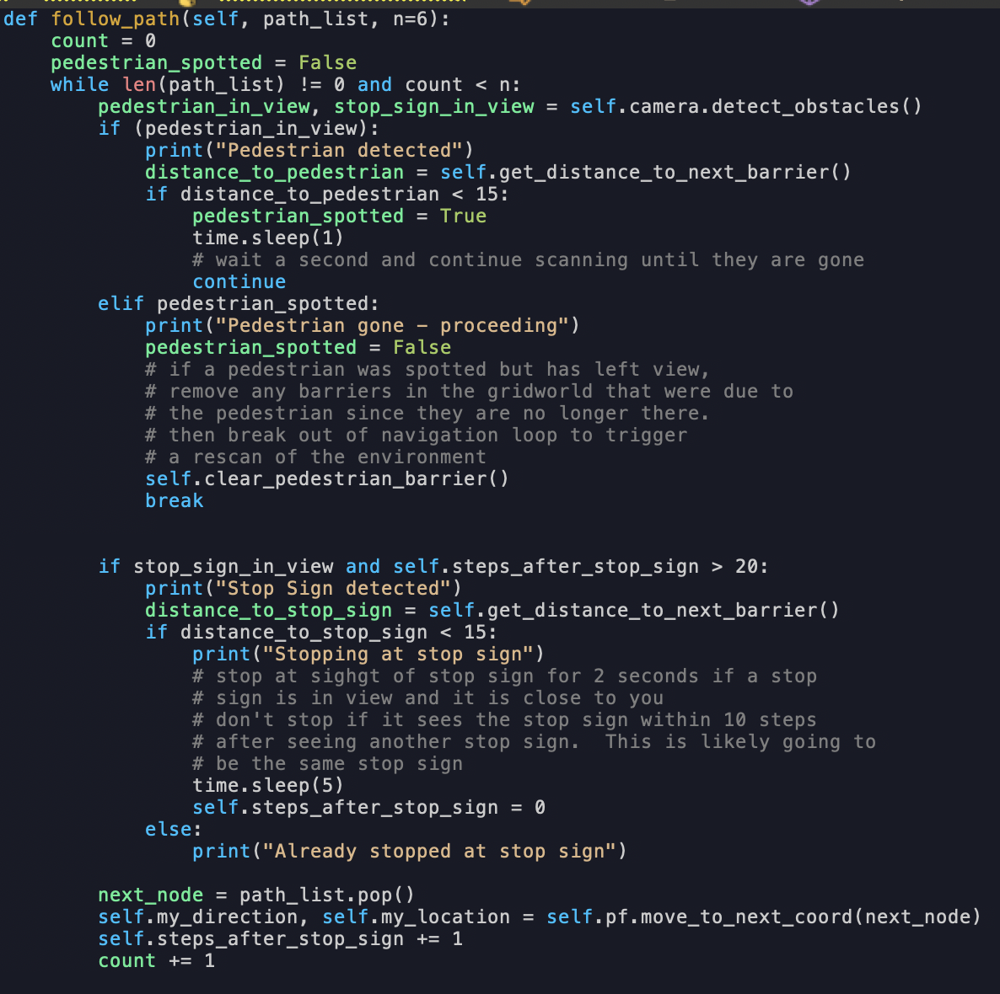 def follow_path(self, path_list, n=6):
    count = 0
    pedestrian_spotted = False
    while len(path_list) != 0 and count < n:
        pedestrian_in_view, stop_sign_in_view = self.camera.detect_obstacles()
        if (pedestrian_in_view):
            print("Pedestrian detected")
            distance_to_pedestrian = self.get_distance_to_next_barrier()
            if distance_to_pedestrian < 15:
                pedestrian_spotted = True
                time.sleep(1)
                # wait a second and continue scanning until they are gone
                continue
        elif pedestrian_spotted:
            print("Pedestrian gone – proceeding")
            pedestrian_spotted = False
            # if a pedestrian was spotted but has left view,
            # remove any barriers in the gridworld that were due to
            # the pedestrian since they are no longer there.
            # then break out of navigation loop to trigger
            # a rescan of the environment
            self.clear_pedestrian_barrier()
            break

        if stop_sign_in_view and self.steps_after_stop_sign > 20:
            print("Stop Sign detected")
            distance_to_stop_sign = self.get_distance_to_next_barrier()
            if distance_to_stop_sign < 15:
                print("Stopping at stop sign")
                # stop at sighgt of stop sign for 2 seconds if a stop
                # sign is in view and it is close to you
                # don't stop if it sees the stop sign within 10 steps
                # after seeing another stop sign.  This is likely going to
                # be the same stop sign
                time.sleep(5)
                self.steps_after_stop_sign = 0
            else:
                print("Already stopped at stop sign")

        next_node = path_list.pop()
        self.my_direction, self.my_location = self.pf.move_to_next_coord(next_node)
        self.steps_after_stop_sign += 1
        count += 1